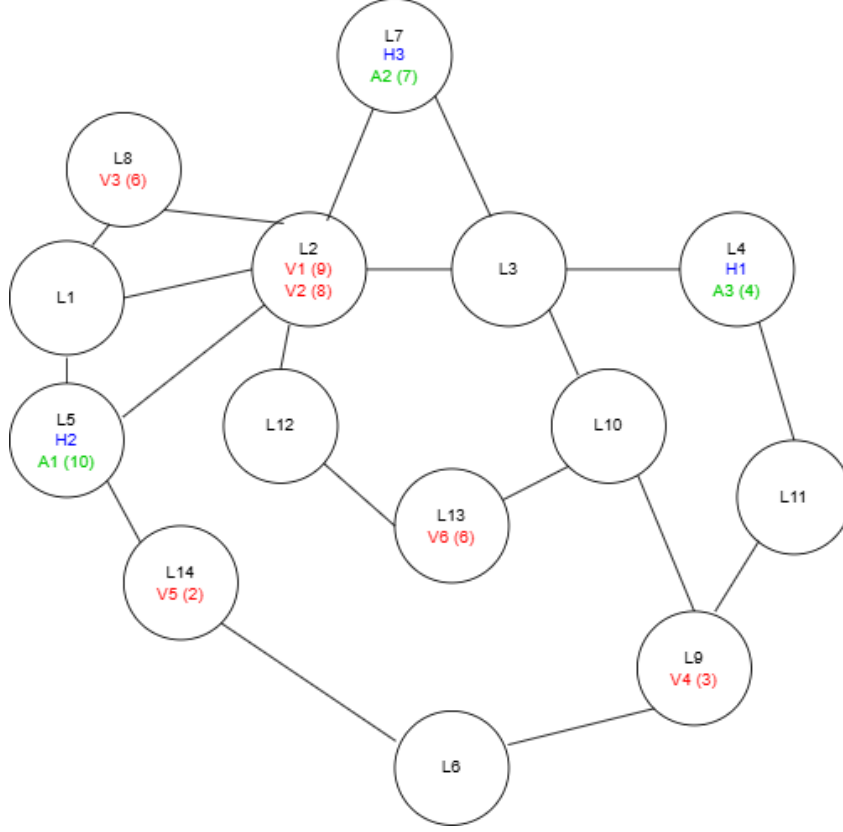 L7
H3
A2 (7)
L8
V3 (6)
L2
V1 (9)
V2 (8)
L3
L4
H1
A3 (4)
L1
L5
H2
A1 (10)
L12
L10
L11
L13
V6 (6)
L14
V5 (2)
L9
V4 (3)
L6